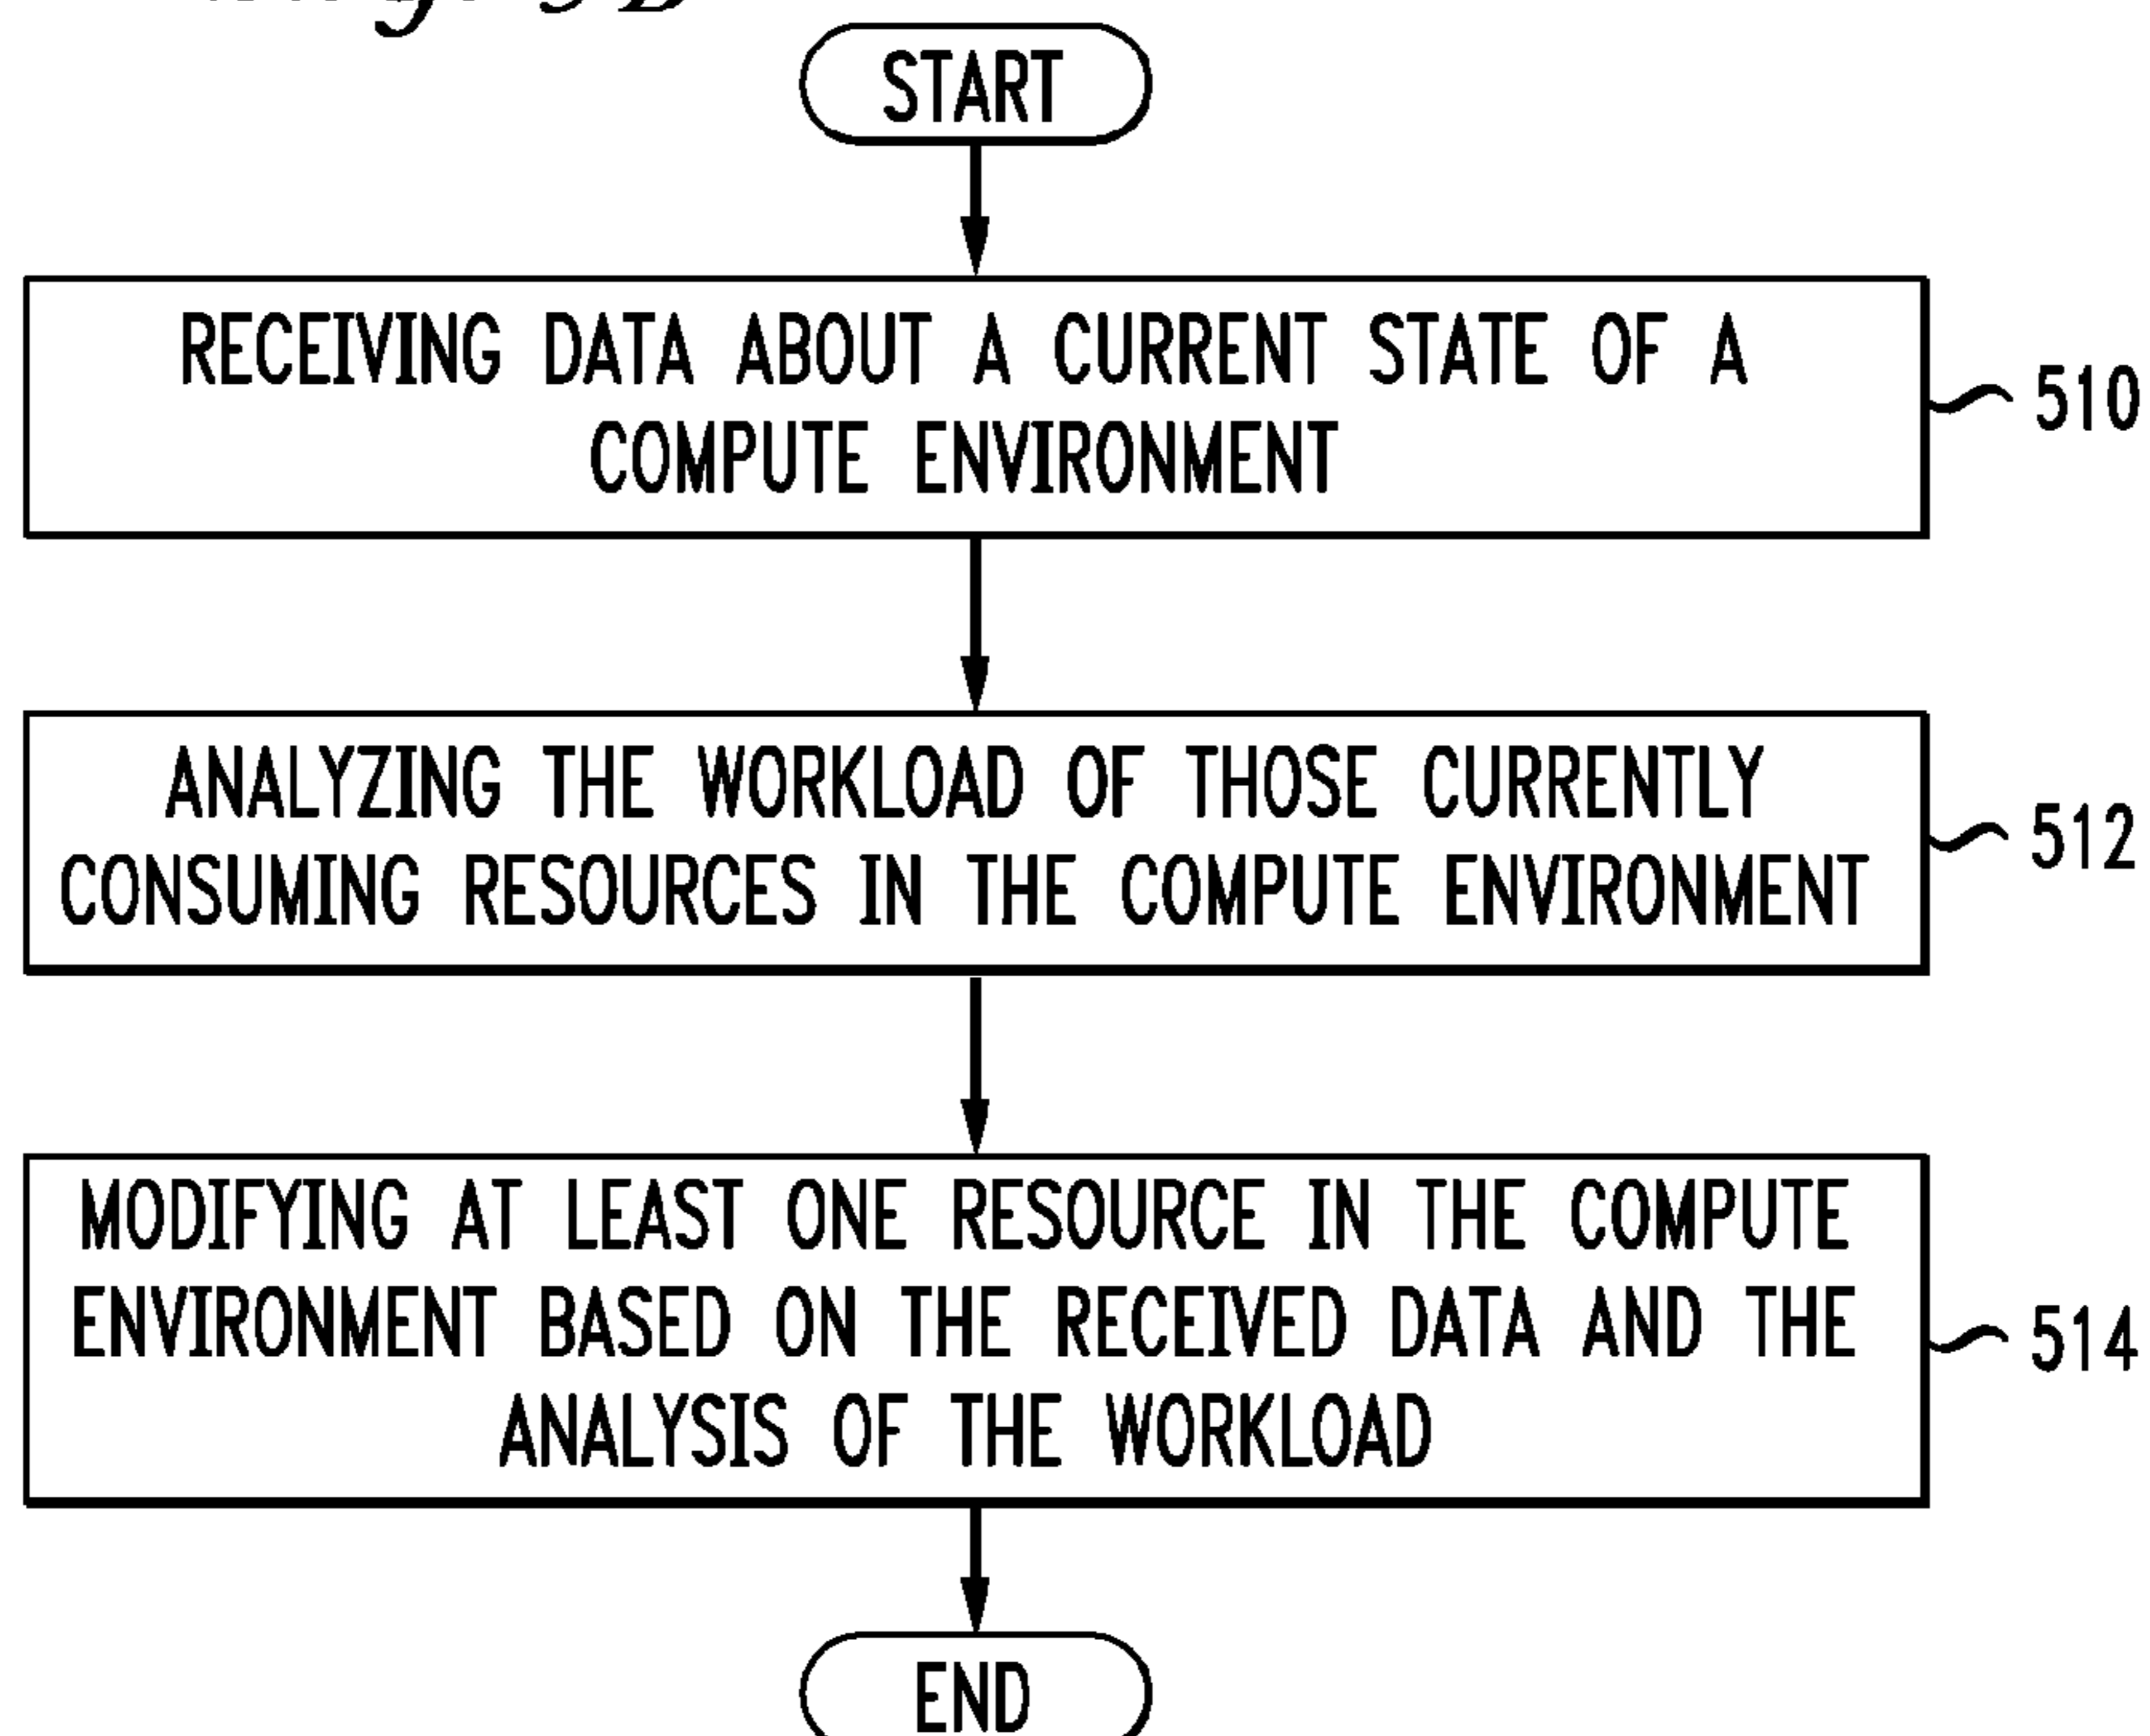 START
RECEIVING DATA ABOUT A CURRENT STATE OF A
COMPUTE ENVIRONMENT
510
ANALYZING THE WORKLOAD OF THOSE CURRENTLY
CONSUMING RESOURCES IN THE COMPUTE ENVIRONMENT
512
MODIFYING AT LEAST ONE RESOURCE IN THE COMPUTE
ENVIRONMENT BASED ON THE RECEIVED DATA AND THE
ANALYSIS OF THE WORKLOAD
514
END